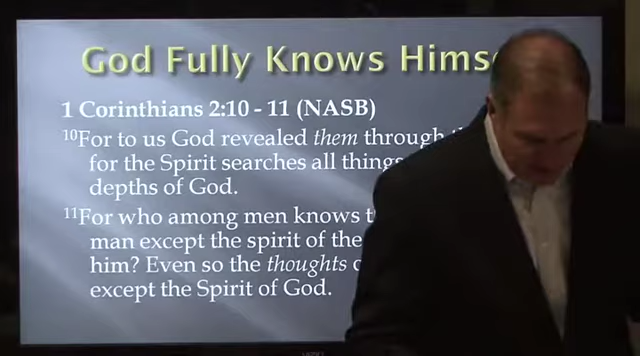 God Fully Knows
1 Corinthians 2:10 - 11 (NASB)
10For to us God revealed them through
for the Spirit searches all things
depths of God.
11For who among men knows
man except the spirit of the
him? Even so the thoughts
except the Spirit of God.